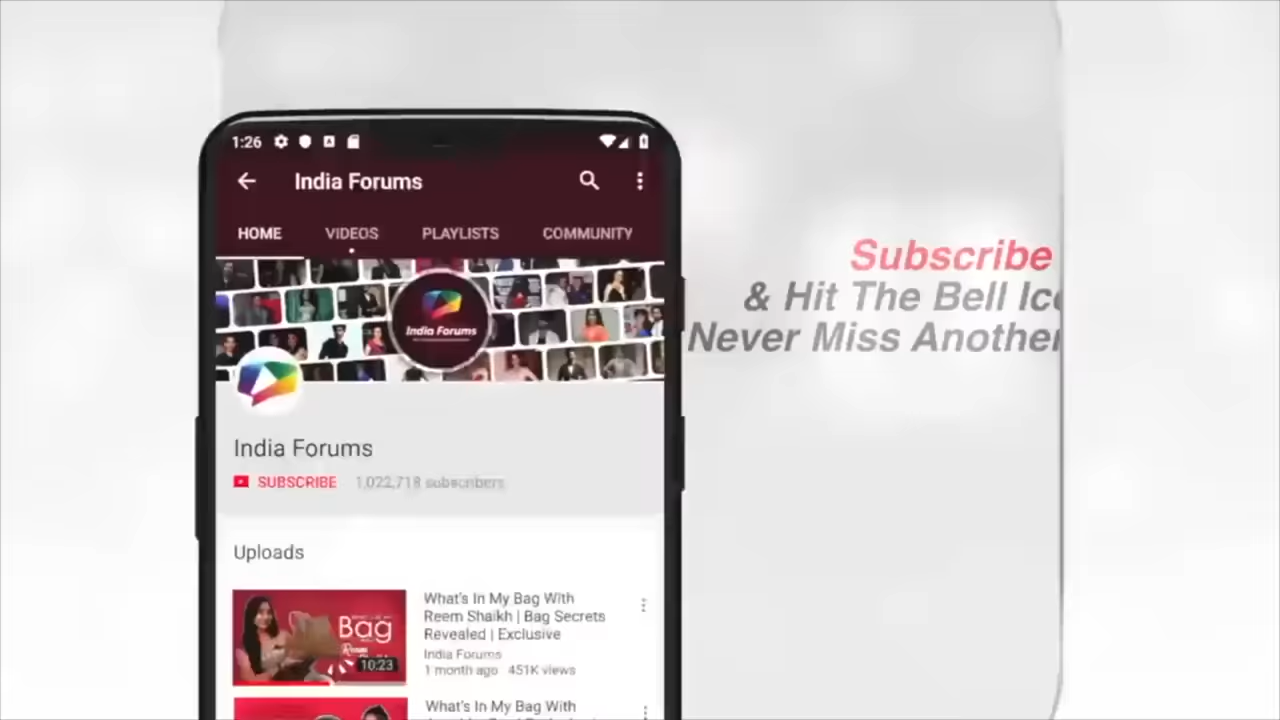 1:26
India Forums
HOME VIDEOS PLAYLISTS COMMUNITY
India Forums
India Forums
SUBSCRIBE 1,022,718 subscribers
Uploads
Bag
10:23
What's In My Bag With
Reem Shaikh | Bag Secrets
Revealed | Exclusive
India Forums
1 month ago 451K views
What's In My Bag With
Subscribe
& Hit The Bell Ic
Never Miss Another